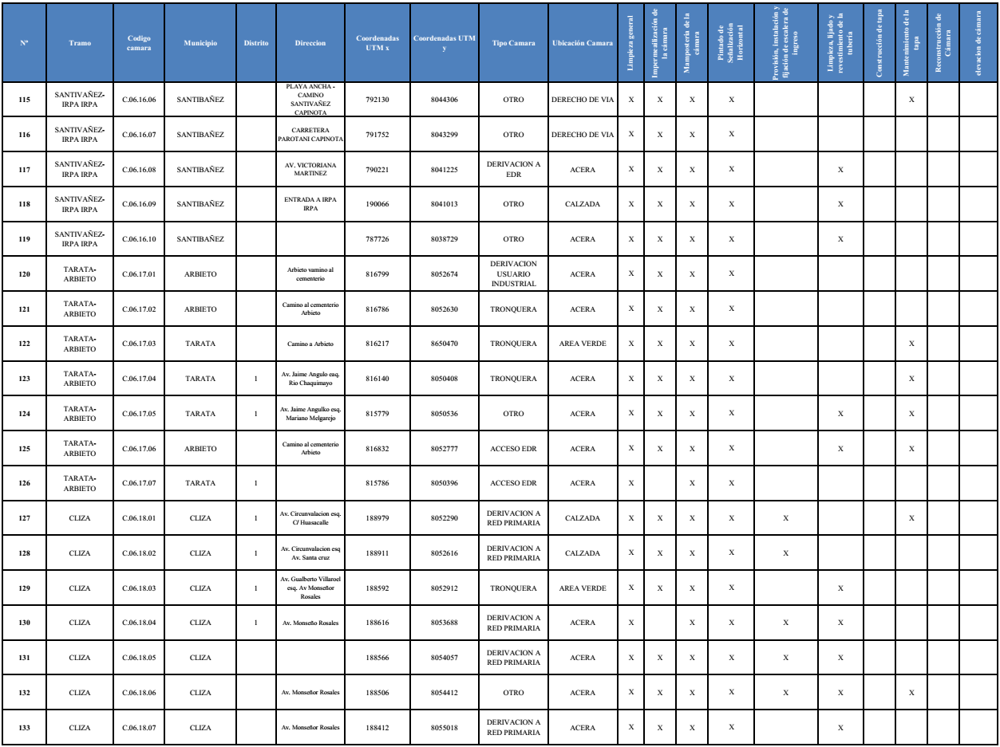 Nº Tramo Codigo camara Municipio Distrito Direccion Coordenadas UTM x Coordenadas UTM y Tipo Camara Ubicación Camara Limpieza general Impermealización de la cámara Mampostería de la cámara Pintado de Señalización Horizontal Provisión, instalación y fijación de escalera de ingreso Limpieza, lijado y revestimiento de la tubería Construcción de tapa Mantenimiento de la tapa Reconstrucción de Cámara elevacion de cámara
115 SANTIVAÑEZ-IRPA IRPA C.06.16.06 SANTIBAÑEZ PLAYA ANCHA - CAMINO SANTIVAÑEZ CAPINOTA 792130 8044306 OTRO DERECHO DE VIA X X X X X
116 SANTIVAÑEZ-IRPA IRPA C.06.16.07 SANTIBAÑEZ CARRETERA PAROTANI CAPINOTA 791752 8043299 OTRO DERECHO DE VIA X X X X
117 SANTIVAÑEZ-IRPA IRPA C.06.16.08 SANTIBAÑEZ AV. VICTORIANA MARTINEZ 790221 8041225 DERIVACION A EDR ACERA X X X X X
118 SANTIVAÑEZ-IRPA IRPA C.06.16.09 SANTIBAÑEZ ENTRADA A IRPA IRPA 190066 8041013 OTRO CALZADA X X X X X
119 SANTIVAÑEZ-IRPA IRPA C.06.16.10 SANTIBAÑEZ 787726 8038729 OTRO ACERA X X X X X
120 TARATA-ARBIETO C.06.17.01 ARBIETO Arbieto vamino al cementerio 816799 8052674 DERIVACION USUARIO INDUSTRIAL ACERA X X X X
121 TARATA-ARBIETO C.06.17.02 ARBIETO Camino al cementerio Arbieto 816786 8052630 TRONQUERA ACERA X X X X
122 TARATA-ARBIETO C.06.17.03 TARATA Camino a Arbieto 816217 8650470 TRONQUERA AREA VERDE X X X X X
123 TARATA-ARBIETO C.06.17.04 TARATA 1 Av. Jaime Angulo eaq. Rio Chaquimayo 816140 8050408 TRONQUERA ACERA X X X X X
124 TARATA-ARBIETO C.06.17.05 TARATA 1 Av. Jaime Angulko esq. Mariano Melgarejo 815779 8050536 OTRO ACERA X X X X X X
125 TARATA-ARBIETO C.06.17.06 ARBIETO Camino al cementerio Arbieto 816832 8052777 ACCESO EDR ACERA X X X X X X
126 TARATA-ARBIETO C.06.17.07 TARATA 1 815786 8050396 ACCESO EDR ACERA X X X
127 CLIZA C.06.18.01 CLIZA 1 Av. Circunvalacion esq. C/ Huasacalle 188979 8052290 DERIVACION A RED PRIMARIA CALZADA X X X X X X
128 CLIZA C.06.18.02 CLIZA 1 Av. Circunvalacion esq Av. Santa cruz 188911 8052616 DERIVACION A RED PRIMARIA CALZADA X X X X X
129 CLIZA C.06.18.03 CLIZA 1 Av. Gualberto Villaroel esq. Av Monseñor Rosales 188592 8052912 TRONQUERA AREA VERDE X X X X X
130 CLIZA C.06.18.04 CLIZA 1 Av. Monseño Rosales 188616 8053688 DERIVACION A RED PRIMARIA ACERA X X X X X
131 CLIZA C.06.18.05 CLIZA 188566 8054057 DERIVACION A RED PRIMARIA ACERA X X X X X X
132 CLIZA C.06.18.06 CLIZA Av. Monseñor Rosales 188506 8054412 OTRO ACERA X X X X X X X
133 CLIZA C.06.18.07 CLIZA Av. Monseñor Rosales 188412 8055018 DERIVACION A RED PRIMARIA ACERA X X X X X